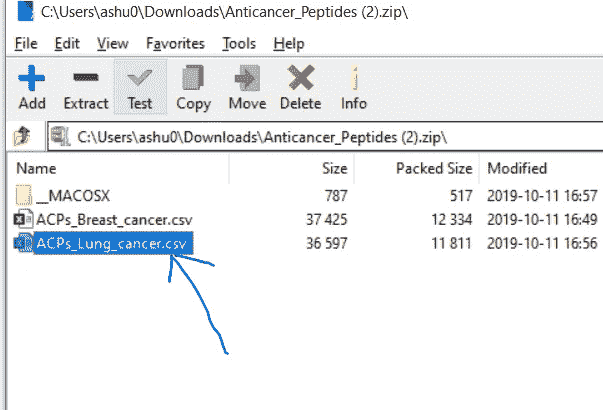 C:\Users\ashu0\Downloads\Anticancer_Peptides (2).zip\
File Edit View Favorites Tools Help
Add Extract Test Copy Move Delete Info
C:\Users\ashu0\Downloads\Anticancer_Peptides (2).zip\
Name Size Packed Size Modified
__MACOSX 787 517 2019-10-11 16:57
ACPs_Breast_cancer.csv 37 425 12 334 2019-10-11 16:49
ACPs_Lung_cancer.csv 36 597 11 811 2019-10-11 16:56